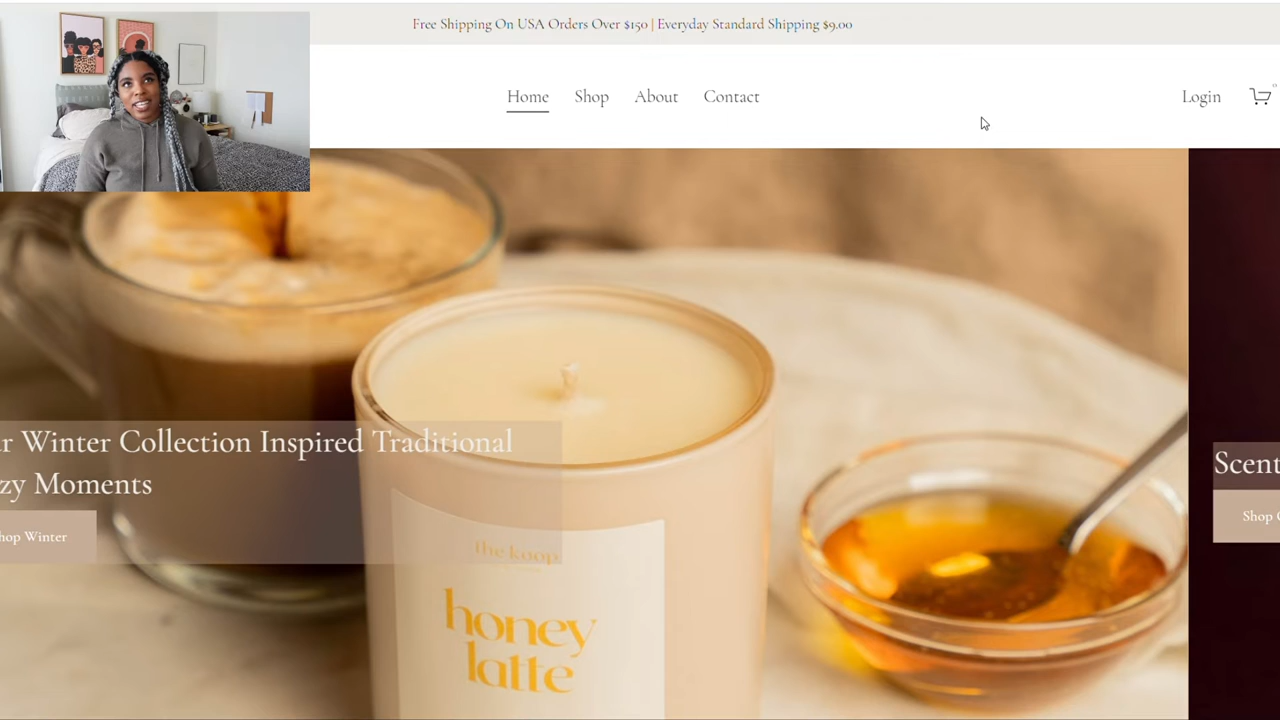 Free Shipping On USA Orders Over $150 | Everyday Standard Shipping $9.00
Home Shop About Contact
Login
0
r Winter Collection Inspired Traditional
zy Moments
hop Winter
the koop
honey
latte
Scent
Shop